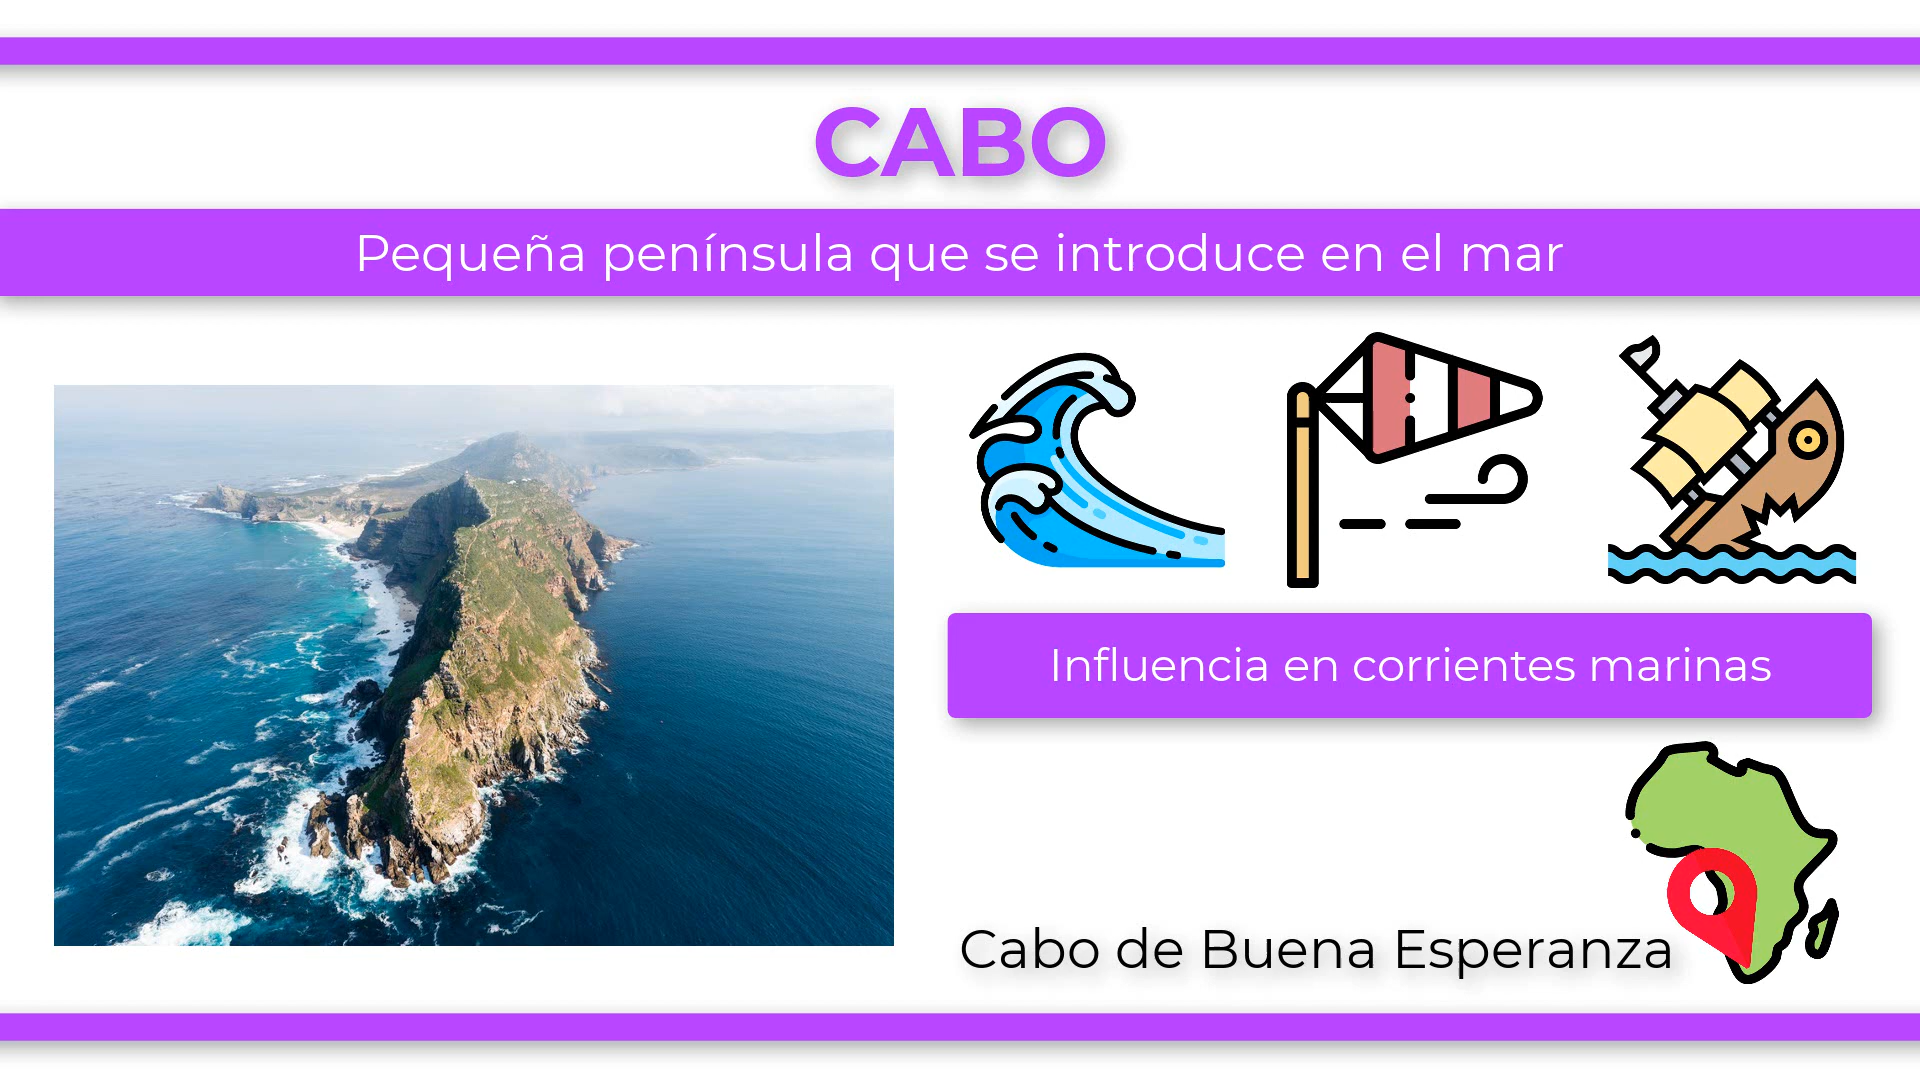 CABO
Pequeña península que se introduce en el mar
Influencia en corrientes marinas
Cabo de Buena Esperanza